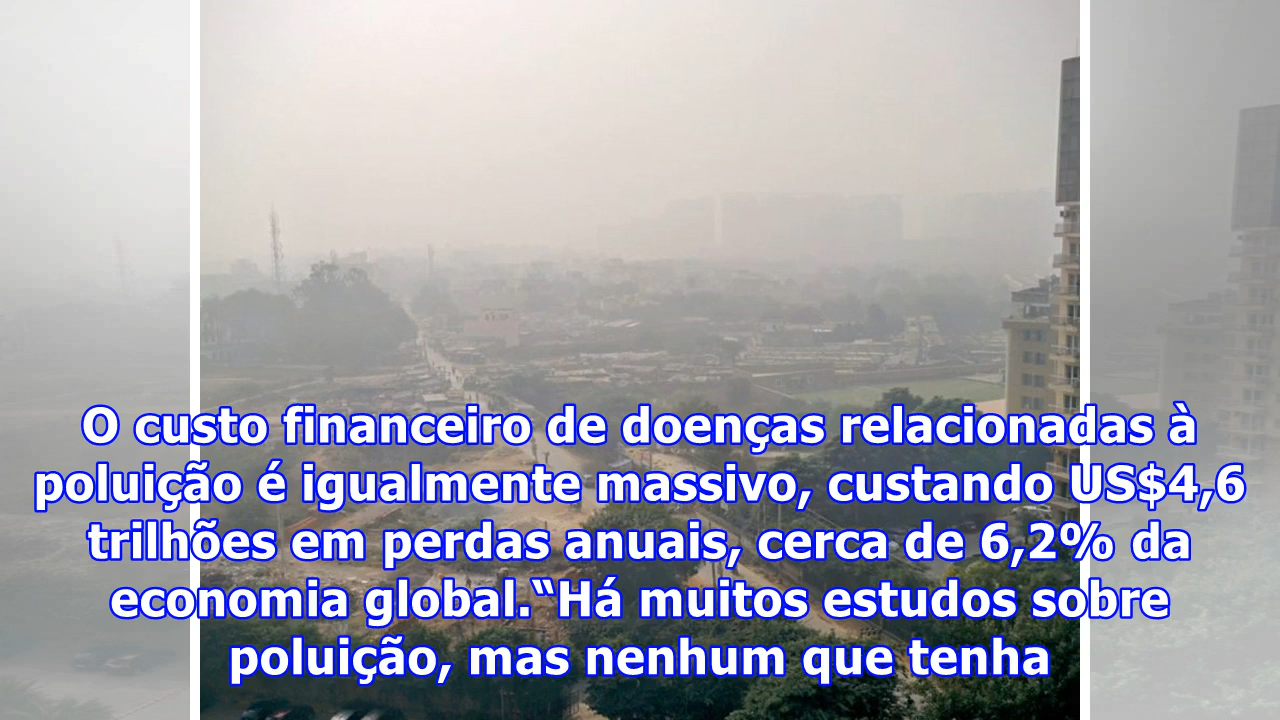 O custo financeiro de doenças relacionadas à
poluição é igualmente massivo, custando US$4,6
trilhões em perdas anuais, cerca de 6,2% da
economia global.“Há muitos estudos sobre
poluição, mas nenhum que tenha